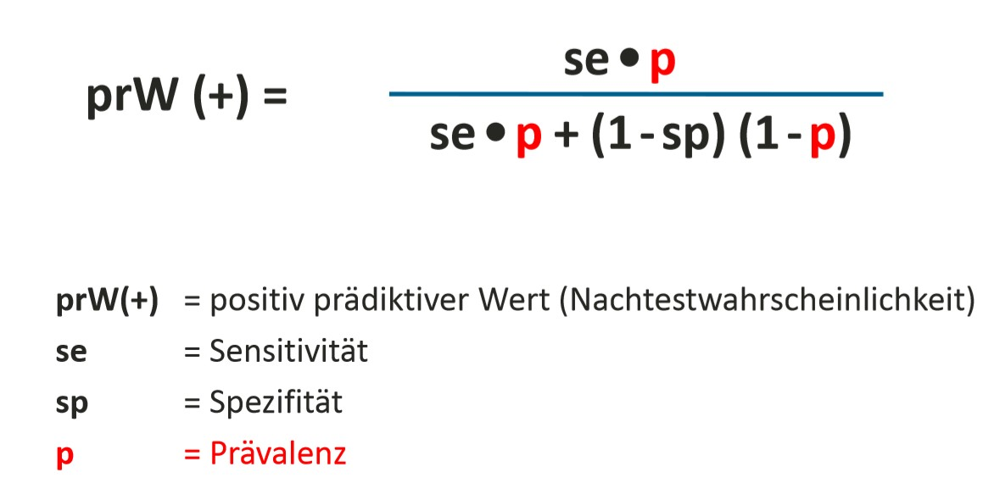 prW (+) =
se • p
se • p + (1 - sp) (1 - p)
prW(+) = positiv prädiktiver Wert (Nachtestwahrscheinlichkeit)
se = Sensitivität
sp = Spezifität
p = Prävalenz